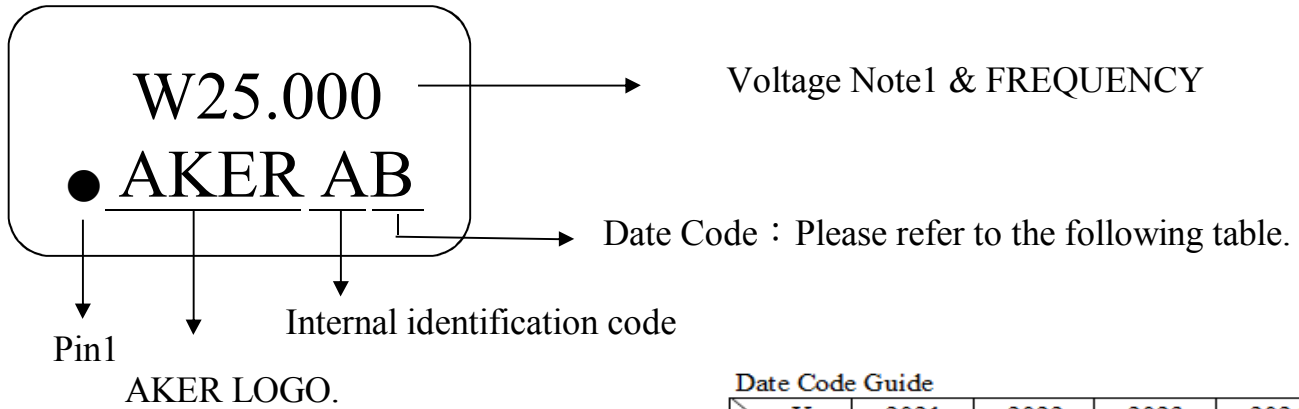 W25.000
Voltage Note1 & FREQUENCY
● AKER AB
Date Code：Please refer to the following table.
Internal identification code
Pin1
AKER LOGO.
Date Code Guide